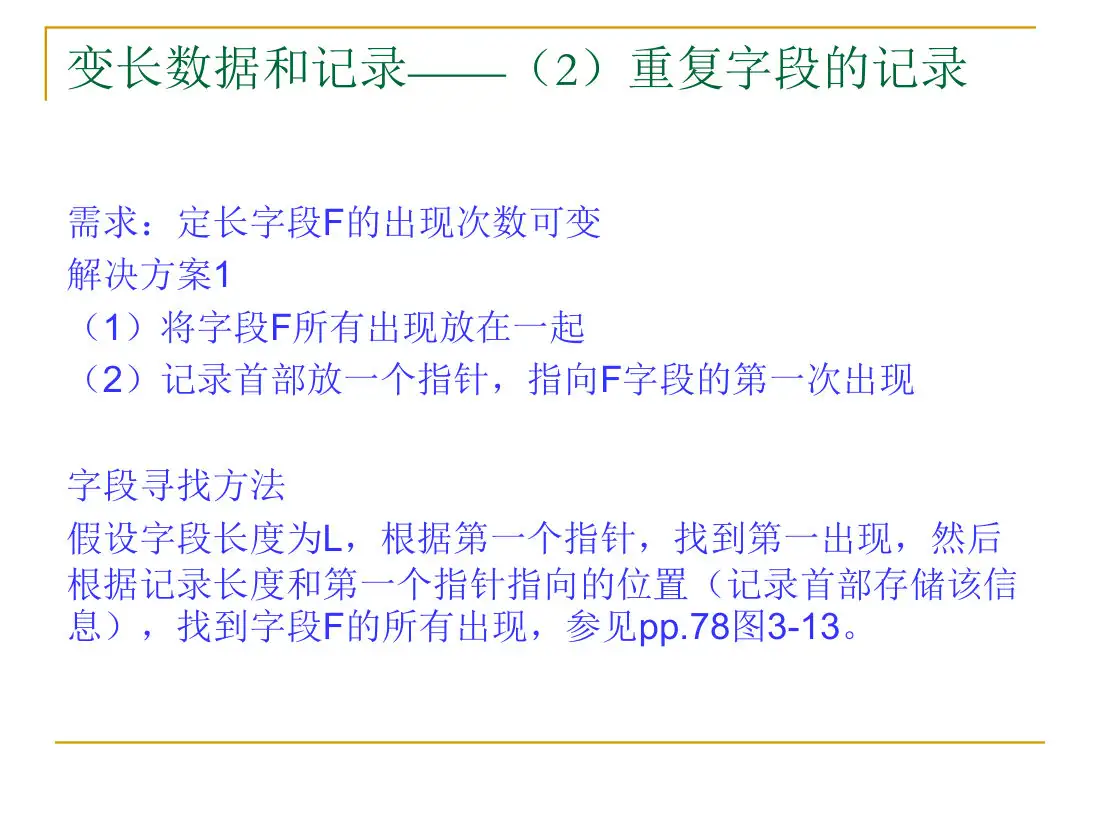 变长数据和记录——（2）重复字段的记录
需求：定长字段F的出现次数可变
解决方案1
（1）将字段F所有出现放在一起
（2）记录首部放一个指针，指向F字段的第一次出现
字段寻找方法
假设字段长度为L，根据第一个指针，找到第一出现，然后
根据记录长度和第一个指针指向的位置（记录首部存储该信
息），找到字段F的所有出现，参见pp.78图3-13。